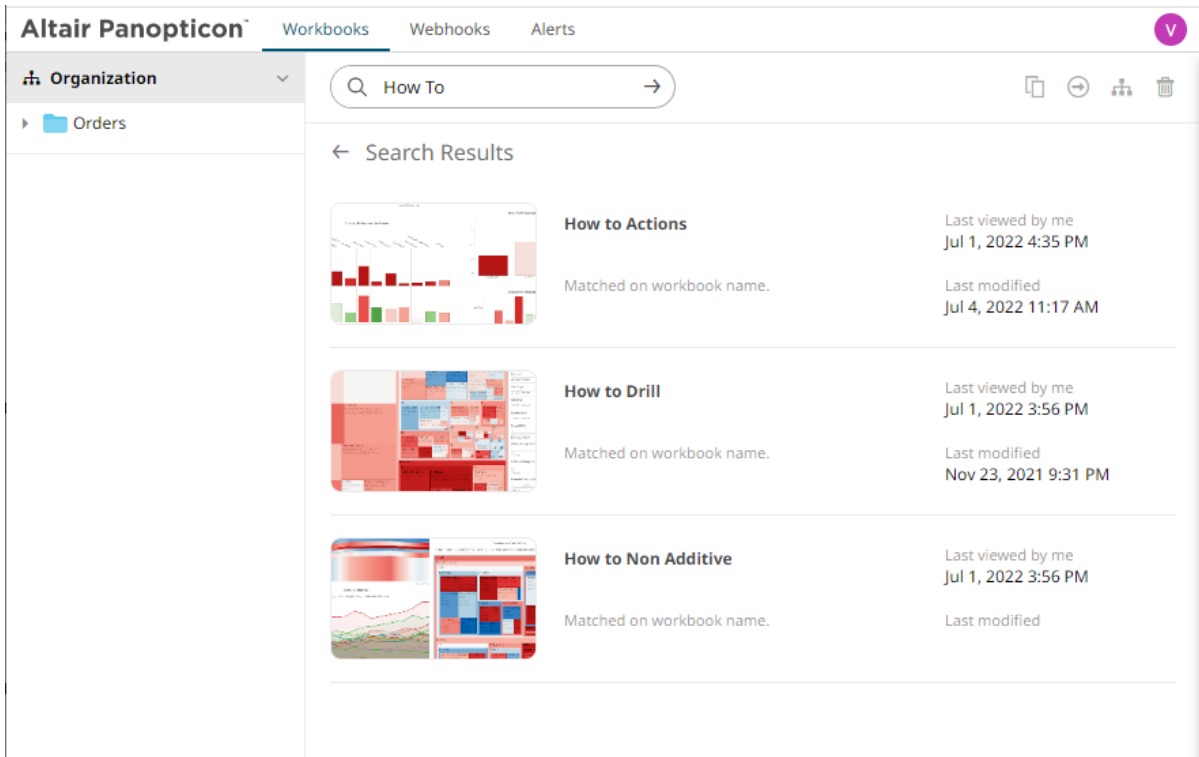 Altair Panopticon™
Workbooks
Webhooks
Alerts
V
Organization
Orders
How To
Search Results
How to Actions
Matched on workbook name.
Last viewed by me
Jul 1, 2022 4:35 PM
Last modified
Jul 4, 2022 11:17 AM
How to Drill
Matched on workbook name.
Last viewed by me
Jul 1, 2022 3:56 PM
Last modified
Nov 23, 2021 9:31 PM
How to Non Additive
Matched on workbook name.
Last viewed by me
Jul 1, 2022 3:56 PM
Last modified